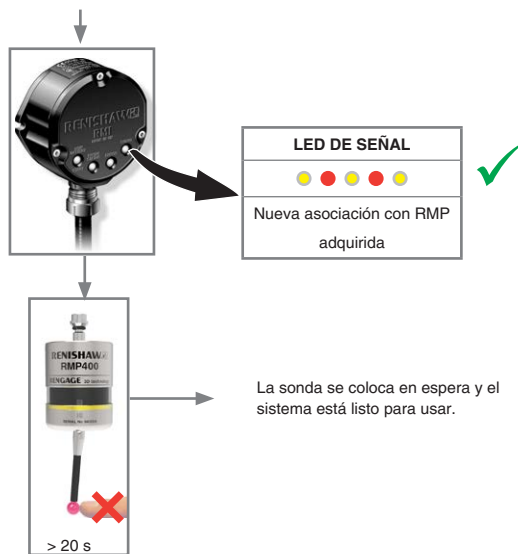 RENISHAW
RMI
LED DE SEÑAL
Nueva asociación con RMP
adquirida
RENISHAW
RMP400
RENGAGE
La sonda se coloca en espera y el
sistema está listo para usar.
> 20 s